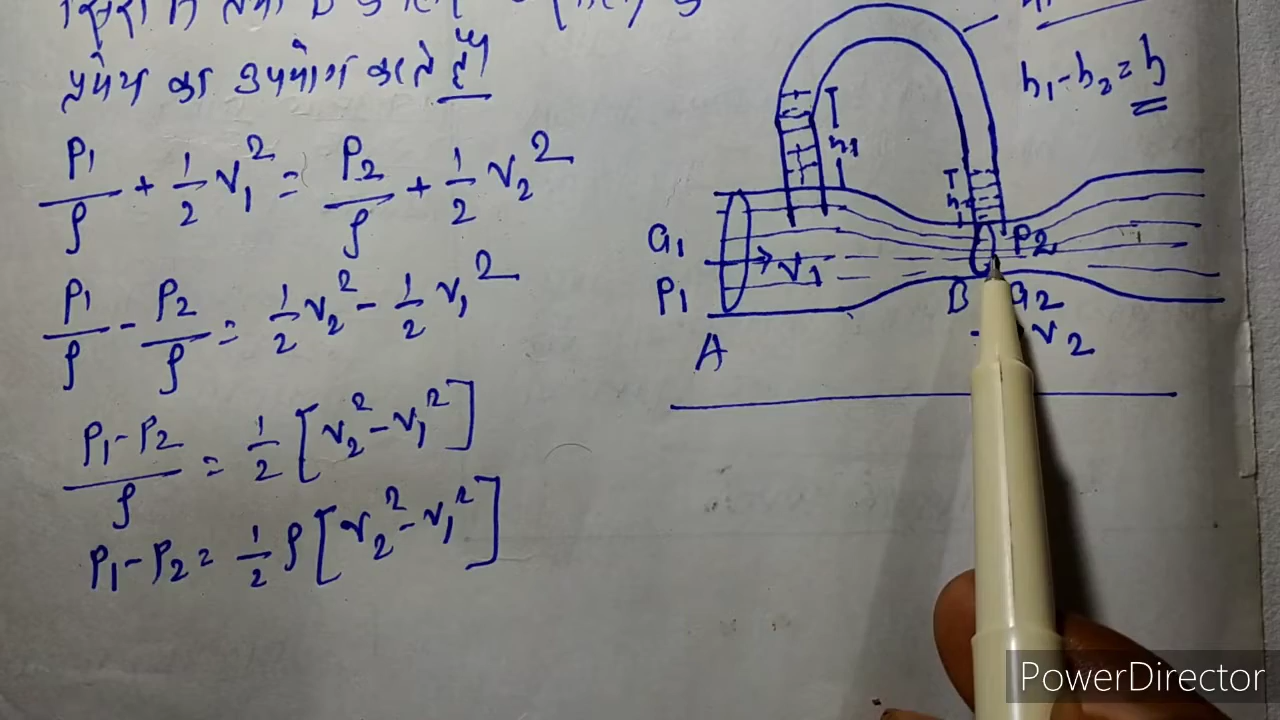 प्रमेय का उपयोग करते हैं।
P₁/ρ + 1/2 v₁² = P₂/ρ + 1/2 v₂²
P₁/ρ - P₂/ρ = 1/2 v₂² - 1/2 v₁²
P₁-P₂/ρ = 1/2 [v₂² - v₁²]
P₁-P₂ = 1/2 ρ [v₂² - v₁²]
h₁-h₂=h
h₁
a₁
P₁
v₁
A
P₂
B
a₂
v₂
PowerDirector